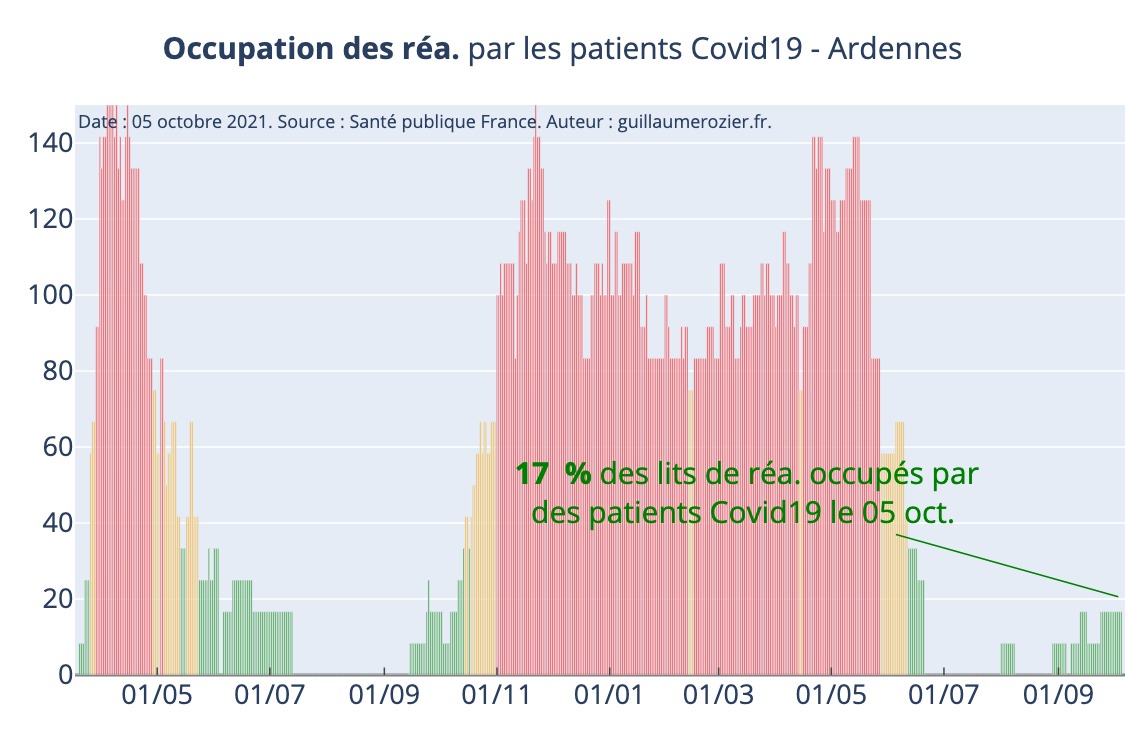 Occupation des réa. par les patients Covid19 - Ardennes
Date : 05 octobre 2021. Source : Santé publique France. Auteur : guillaumerozier.fr.
140
120
100
80
60
40
20
0
17 % des lits de réa. occupés par
des patients Covid19 le 05 oct.
01/05 01/07 01/09 01/11 01/01 01/03 01/05 01/07 01/09